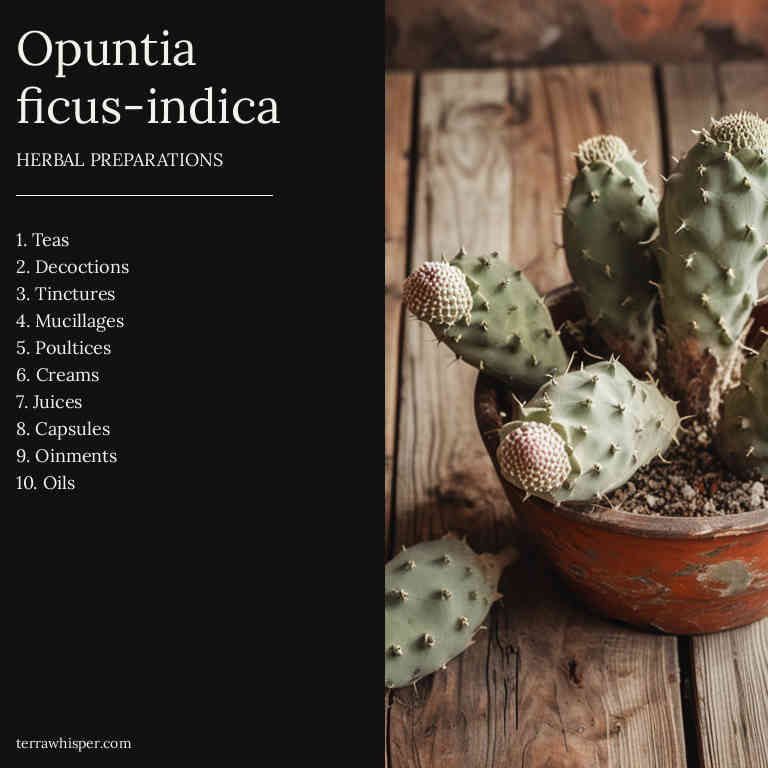 Opuntia
ficus-indica
HERBAL PREPARATIONS
1. Teas
2. Decoctions
3. Tinctures
4. Mucillages
5. Poultices
6. Creams
7. Juices
8. Capsules
9. Oinments
10. Oils
terrawhisper.com